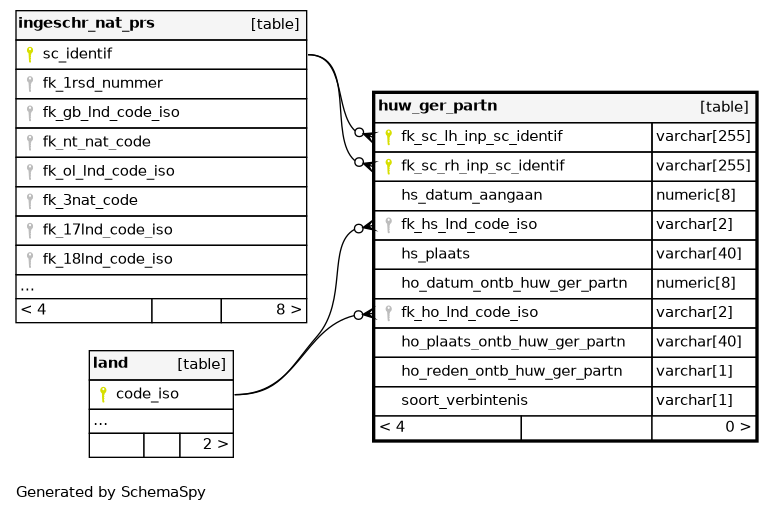 ingeschr_nat_prs [table]
sc_identif
fk_1rsd_nummer
fk_gb_lnd_code_iso
fk_nt_nat_code
fk_ol_lnd_code_iso
fk_3nat_code
fk_17lnd_code_iso
fk_18lnd_code_iso
...
< 4 8 >
huw_ger_partn [table]
fk_sc_lh_inp_sc_identif varchar[255]
fk_sc_rh_inp_sc_identif varchar[255]
hs_datum_aangaan numeric[8]
fk_hs_lnd_code_iso varchar[2]
hs_plaats varchar[40]
ho_datum_ontb_huw_ger_partn numeric[8]
fk_ho_lnd_code_iso varchar[2]
ho_plaats_ontb_huw_ger_partn varchar[40]
ho_reden_ontb_huw_ger_partn varchar[1]
soort_verbintenis varchar[1]
< 4 0 >
land [table]
code_iso
...
2 >
Generated by SchemaSpy